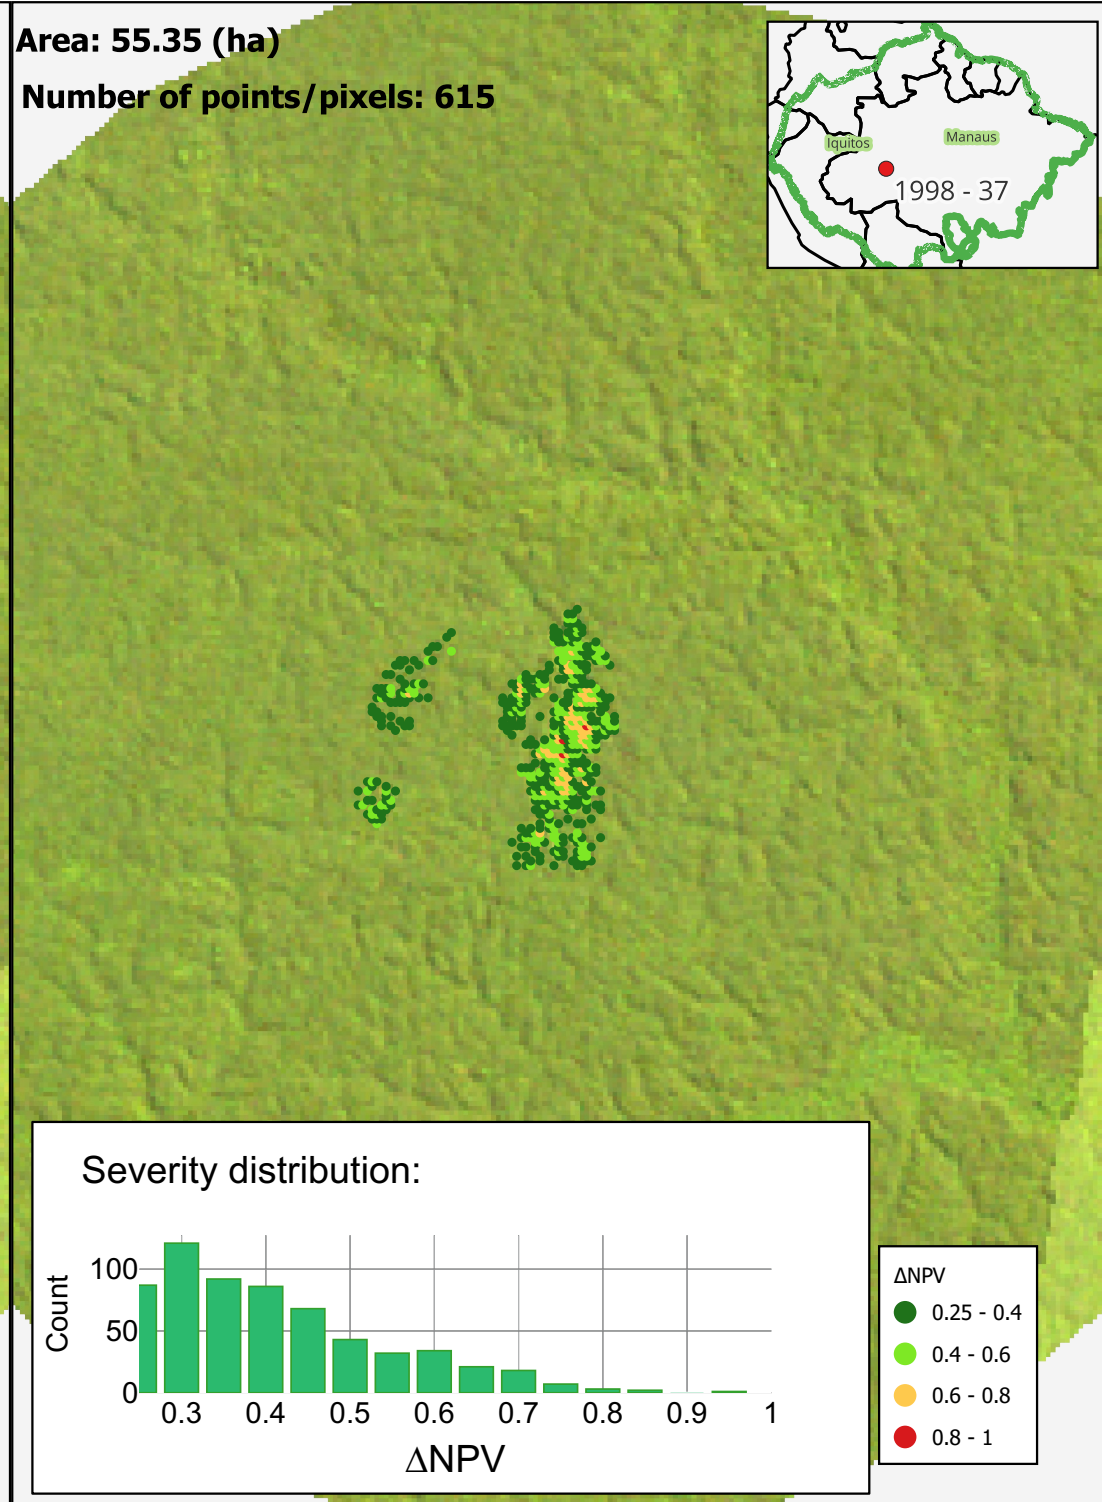 Area: 55.35 (ha)
Number of points/pixels: 615
Iquitos
Manaus
1998 - 37
Severity distribution:
Count
100
50
0
0.3 0.4 0.5 0.6 0.7 0.8 0.9 1
ΔNPV
ΔNPV
0.25 - 0.4
0.4 - 0.6
0.6 - 0.8
0.8 - 1